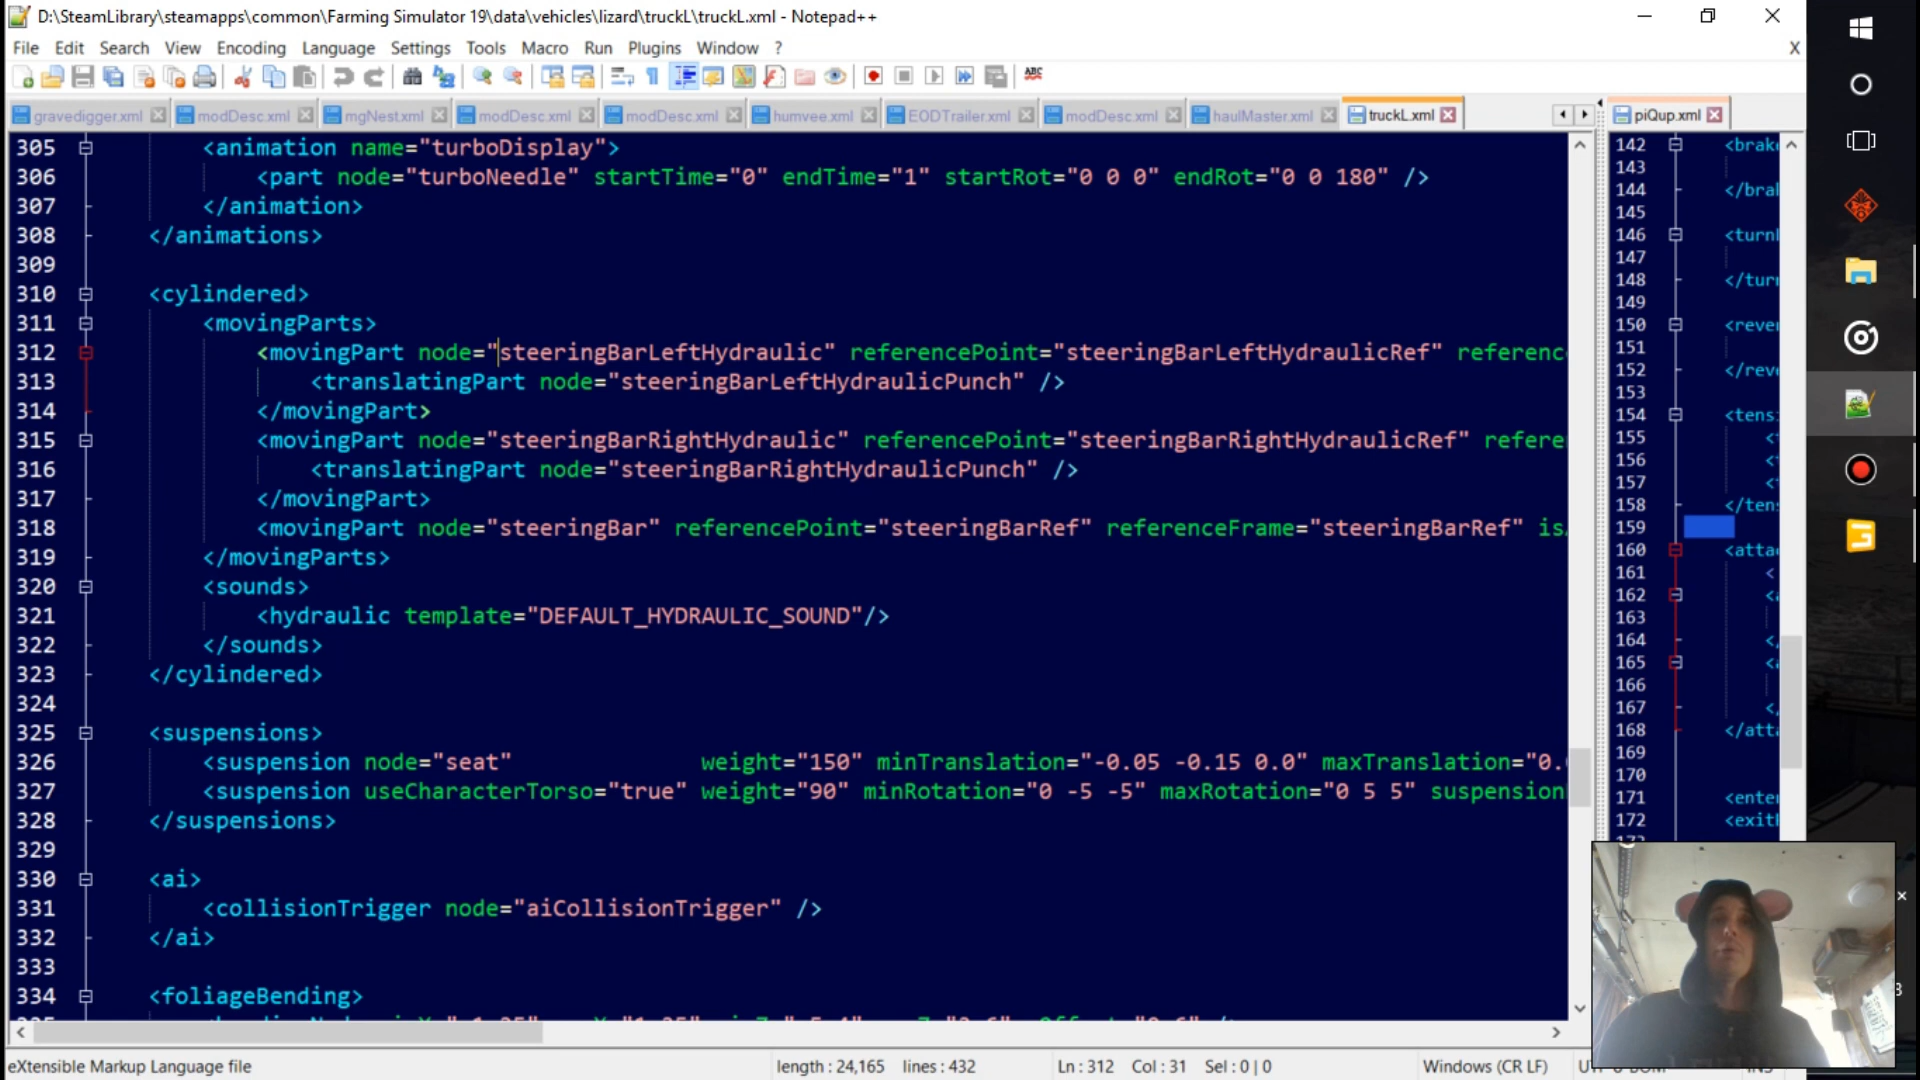 D:\SteamLibrary\steamapps\common\Farming Simulator 19\data\vehicles\lizard\truckL\truckL.xml - Notepad++
File Edit Search View Encoding Language Settings Tools Macro Run Plugins Window ? X
ABC
gravedigger.xml modDesc.xml mgNest.xml modDesc.xml modDesc.xml humvee.xml EODTrailer.xml modDesc.xml haulMaster.xml truckL.xml piQup.xml
305 <animation name="turboDisplay">
306 <part node="turboNeedle" startTime="0" endTime="1" startRot="0 0 0" endRot="0 0 180" />
307 </animation>
308 </animations>
309
310 <cylindered>
311 <movingParts>
312 <movingPart node="steeringBarLeftHydraulic" referencePoint="steeringBarLeftHydraulicRef" referenc
313 <translatingPart node="steeringBarLeftHydraulicPunch" />
314 </movingPart>
315 <movingPart node="steeringBarRightHydraulic" referencePoint="steeringBarRightHydraulicRef" refere
316 <translatingPart node="steeringBarRightHydraulicPunch" />
317 </movingPart>
318 <movingPart node="steeringBar" referencePoint="steeringBarRef" referenceFrame="steeringBarRef" is
319 </movingParts>
320 <sounds>
321 <hydraulic template="DEFAULT_HYDRAULIC_SOUND"/>
322 </sounds>
323 </cylindered>
324
325 <suspensions>
326 <suspension node="seat" weight="150" minTranslation="-0.05 -0.15 0.0" maxTranslation="0.
327 <suspension useCharacterTorso="true" weight="90" minRotation="0 -5 -5" maxRotation="0 5 5" suspension
328 </suspensions>
329
330 <ai>
331 <collisionTrigger node="aiCollisionTrigger" />
332 </ai>
333
334 <foliageBending>
142 <brak
143
144 </bra
145
146 <turn
147
148 </tur
149
150 <reve
151
152 </reve
153
154 <tens
155 <
156 <
157 <
158 </ten
159
160 <atta
161 <
162 <
163
164 </
165 <
166
167 </
168 </att
169
170
171 <ente
172 <exit
eXtensible Markup Language file length : 24,165 lines : 432 Ln : 312 Col : 31 Sel : 0 | 0 Windows (CR LF)